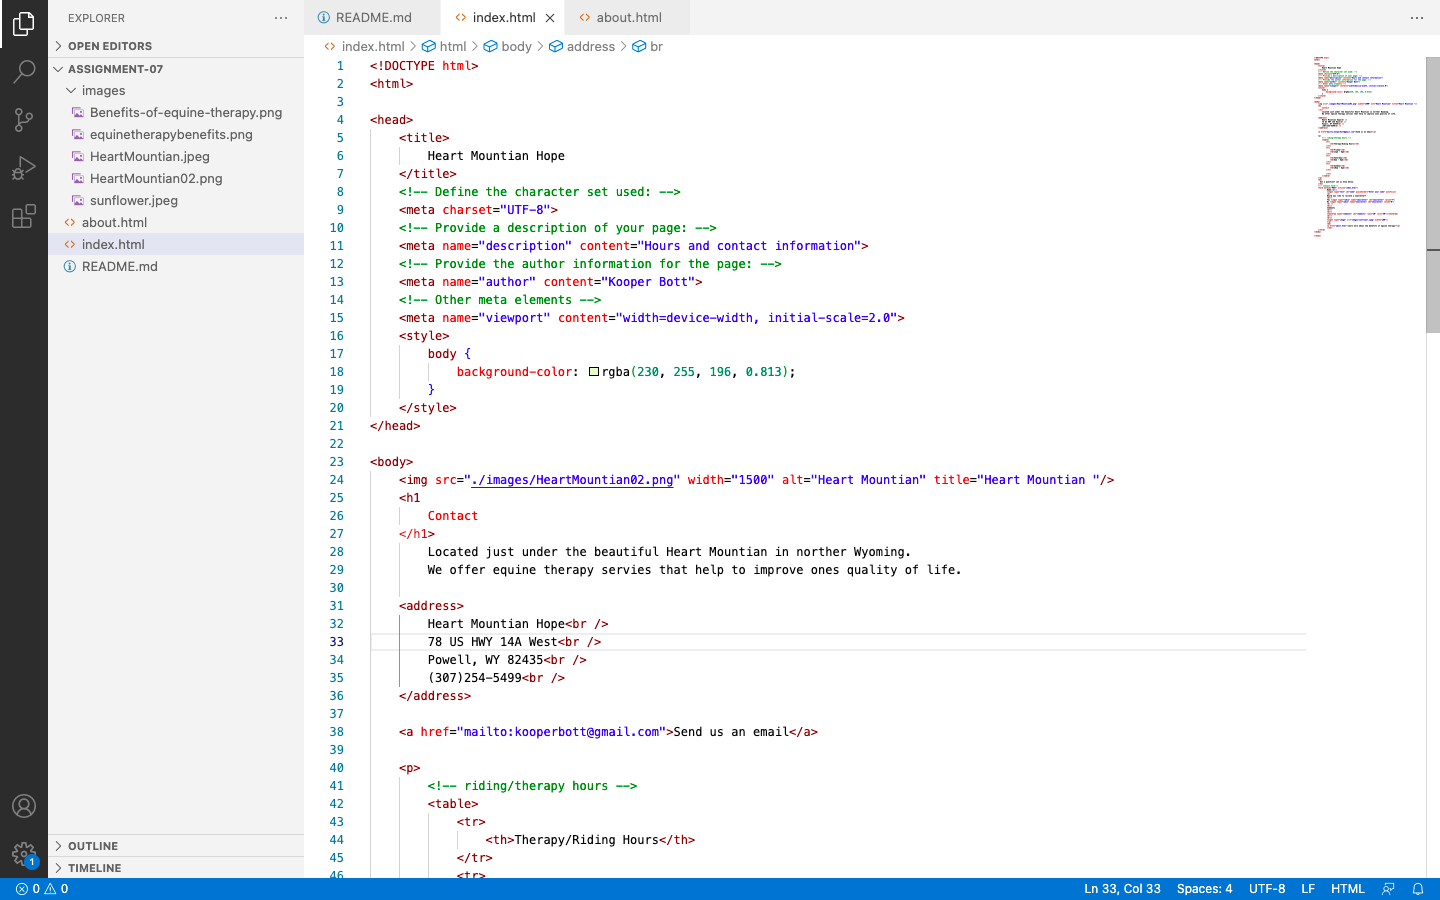 EXPLORER
OPEN EDITORS
ASSIGNMENT-07
images
Benefits-of-equine-therapy.png
equinetherapybenefits.png
HeartMountian.jpeg
HeartMountian02.png
sunflower.jpeg
about.html
index.html
README.md
OUTLINE
TIMELINE
README.md
index.html
about.html
index.html > html > body > address > br
1 <!DOCTYPE html>
2 <html>
3
4 <head>
5 <title>
6 Heart Mountian Hope
7 </title>
8 <!-- Define the character set used: -->
9 <meta charset="UTF-8">
10 <!-- Provide a description of your page: -->
11 <meta name="description" content="Hours and contact information">
12 <!-- Provide the author information for the page: -->
13 <meta name="author" content="Kooper Bott">
14 <!-- Other meta elements -->
15 <meta name="viewport" content="width=device-width, initial-scale=2.0">
16 <style>
17 body {
18 background-color: rgba(230, 255, 196, 0.813);
19 }
20 </style>
21 </head>
22
23 <body>
24 <img src="./images/HeartMountian02.png" width="1500" alt="Heart Mountian" title="Heart Mountian "/>
25 <h1
26 Contact
27 </h1>
28 Located just under the beautiful Heart Mountian in norther Wyoming.
29 We offer equine therapy servies that help to improve ones quality of life.
30
31 <address>
32 Heart Mountian Hope<br />
33 78 US HWY 14A West<br />
34 Powell, WY 82435<br />
35 (307)254-5499<br />
36 </address>
37
38 <a href="mailto:kooperbott@gmail.com">Send us an email</a>
39
40 <p>
41 <!-- riding/therapy hours -->
42 <table>
43 <tr>
44 <th>Therapy/Riding Hours</th>
45 </tr>
46 <tr>
1
0 0
Ln 33, Col 33 Spaces: 4 UTF-8 LF HTML